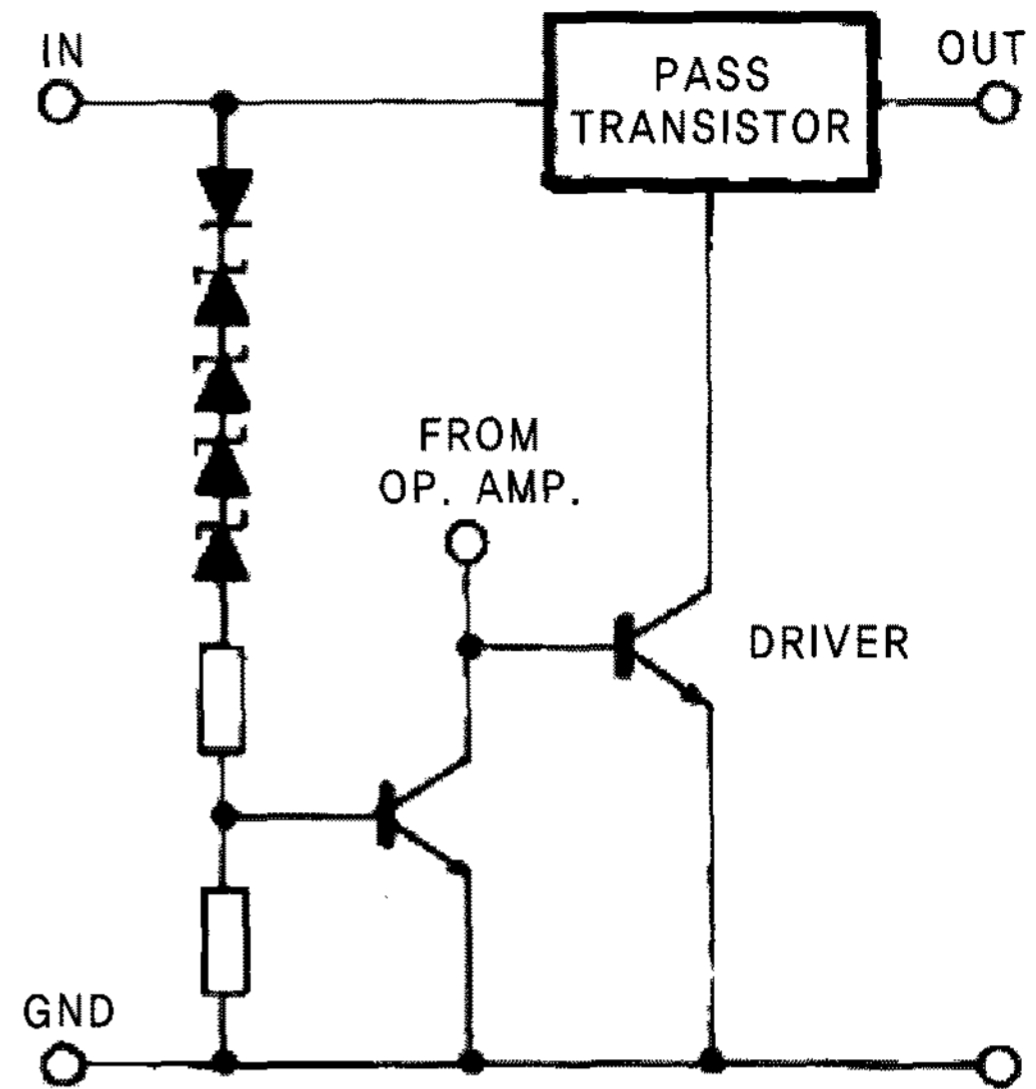 IN
PASS
TRANSISTOR
OUT
FROM
OP. AMP.
DRIVER
GND